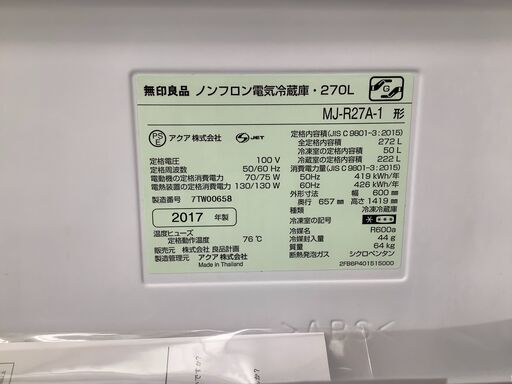 無印良品 ノンフロン電気冷蔵庫・270L
MJ-R27A-1 形
PS E アクア株式会社 JET
定格電圧 100 V
定格周波数 50/60 Hz
電動機の定格消費電力 70/75 W
電熱装置の定格消費電力 130/130 W
製造番号 7TW00658
2017 年製
温度ヒューズ
定格動作温度 76℃
販売元 株式会社 良品計画
製造管理元 アクア株式会社
Made in Thailand
定格内容積(JIS C 9801-3:2015)
全定格内容積 272 L
冷凍室の定格内容積 50 L
冷蔵室の定格内容積 222 L
消費電力量(JIS C 9801-3:2015)
50Hz 419 kWh/年
60Hz 426 kWh/年
外形寸法 幅 600 mm
奥行 657 mm 高さ 1419 mm
種類 冷凍冷蔵庫
冷凍室の記号
冷媒名 R600a
冷媒封入量 44 g
質量 64 kg
断熱発泡ガス シクロペンタン
2FB6P401515000
>ABS<
ですか?